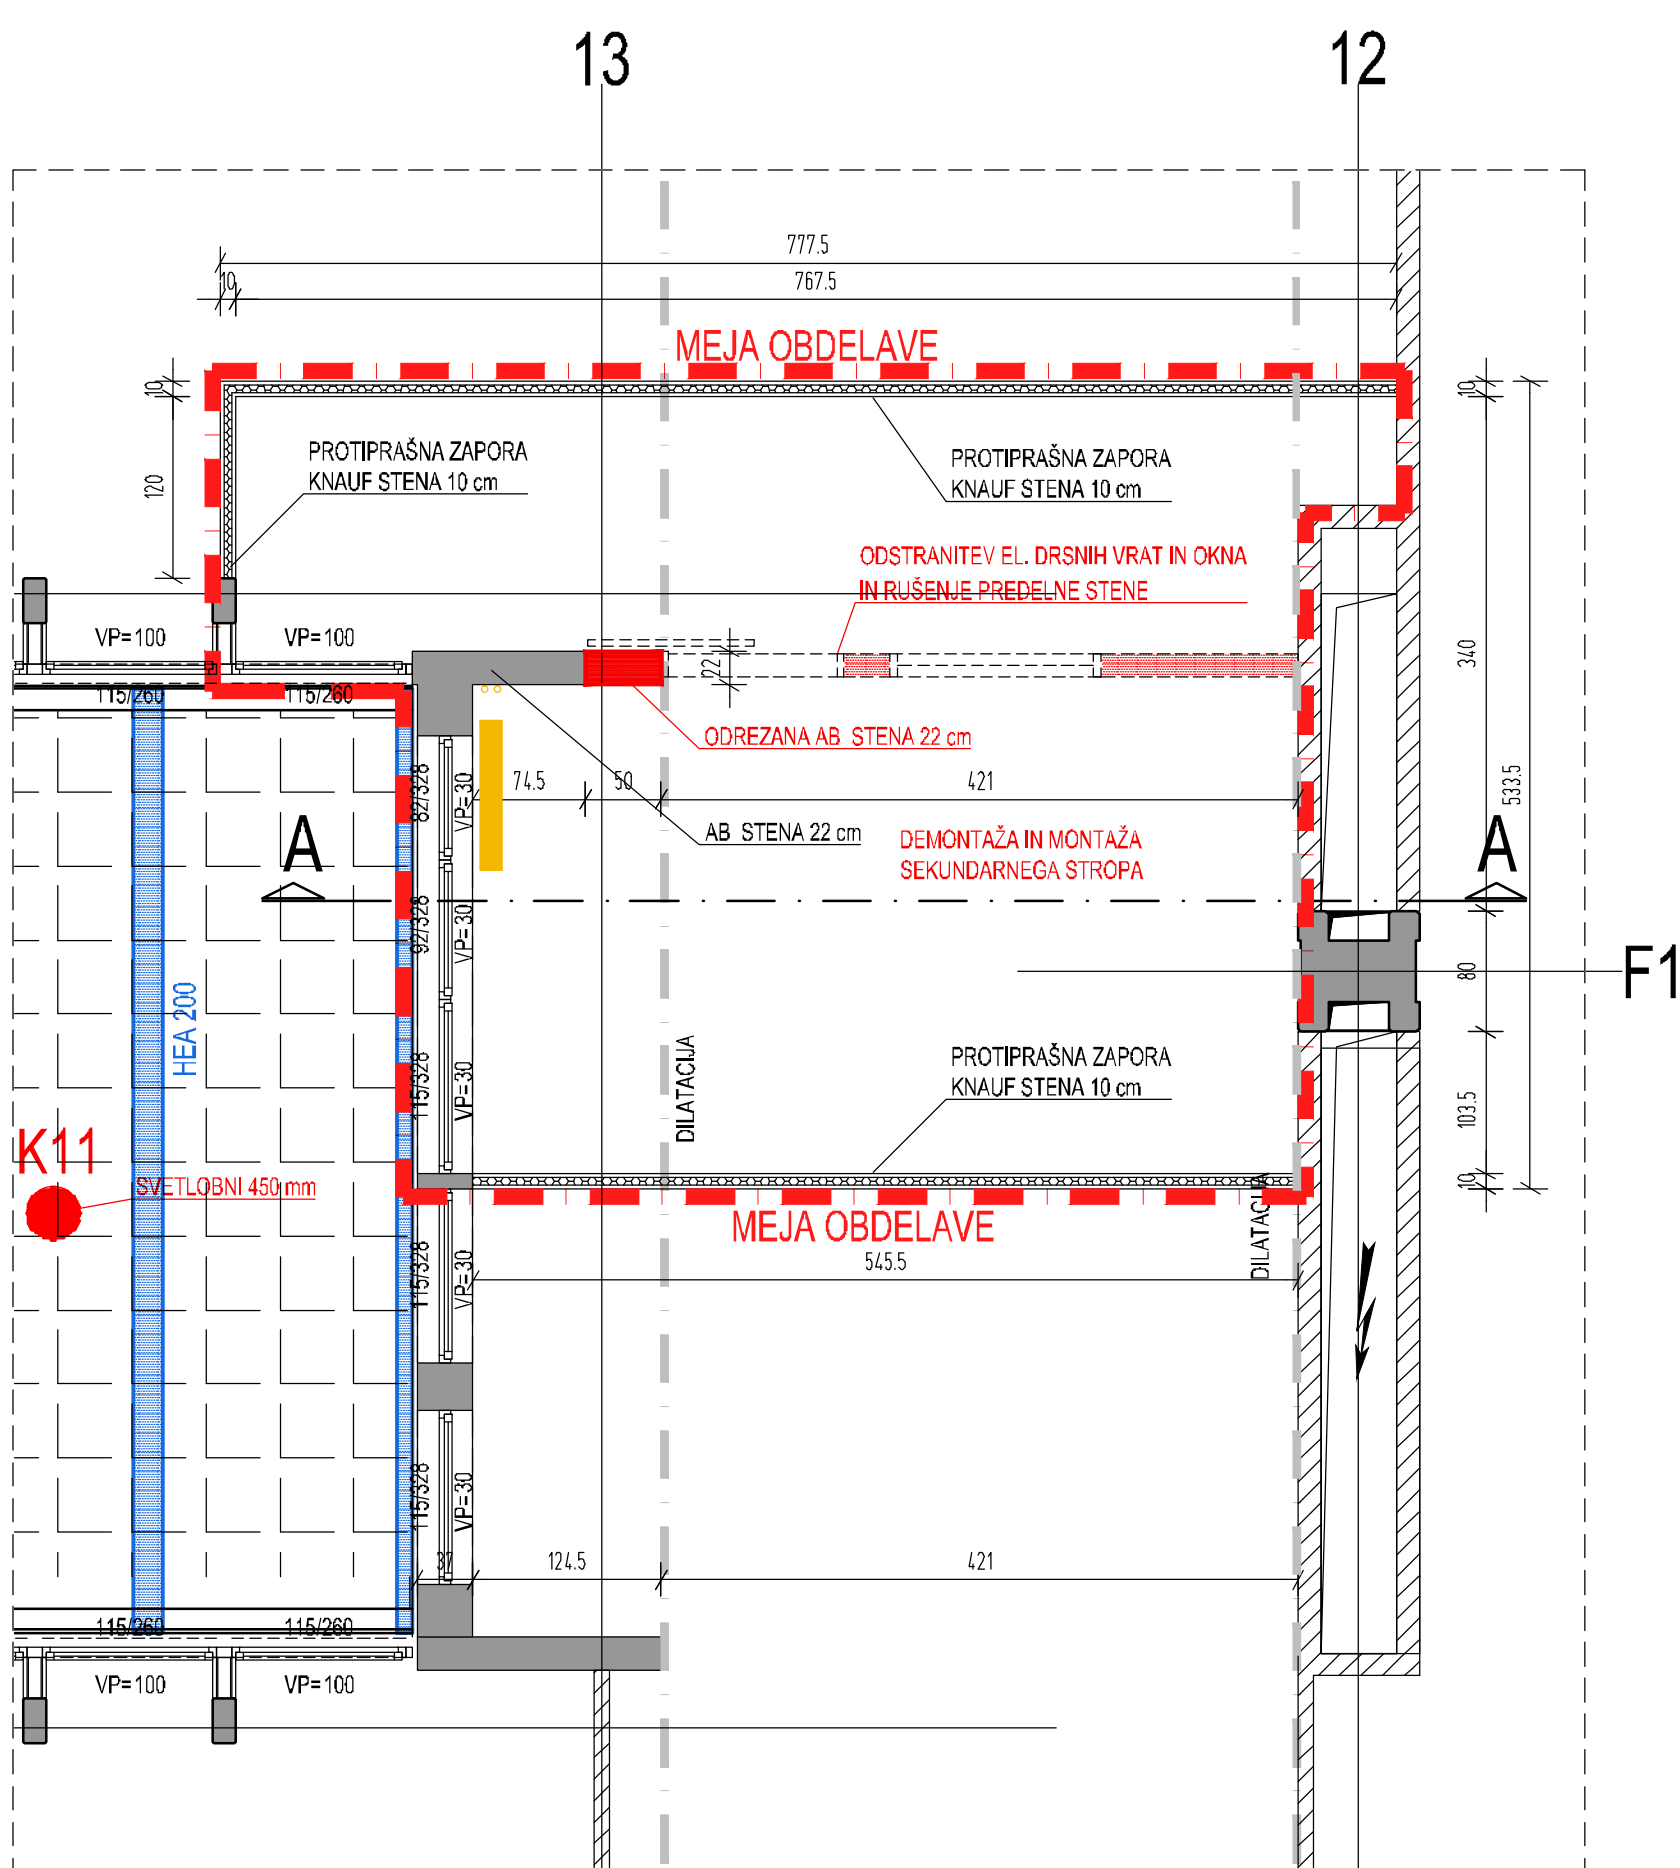 13
12
777.5
10
767.5
MEJA OBDELAVE
10
10
PROTIPRAŠNA ZAPORA
KNAUF STENA 10 cm
PROTIPRAŠNA ZAPORA
KNAUF STENA 10 cm
120
ODSTRANITEV EL. DRSNIH VRAT IN OKNA
IN RUŠENJE PREDELNE STENE
VP=100
VP=100
340
22
115/260
115/260
ODREZANA AB STENA 22 cm
74.5
50
421
533.5
82/328
VP=30
AB STENA 22 cm
DEMONTAŽA IN MONTAŽA
SEKUNDARNEGA STROPA
A
A
92/328
VP=30
F1
80
HEA 200
DILATACIJA
PROTIPRAŠNA ZAPORA
KNAUF STENA 10 cm
115/328
VP=30
103.5
K11
SVETLOBNI 450 mm
10
MEJA OBDELAVE
DILATACIJA
545.5
115/328
VP=30
115/328
VP=30
37
124.5
421
115/260
115/260
VP=100
VP=100